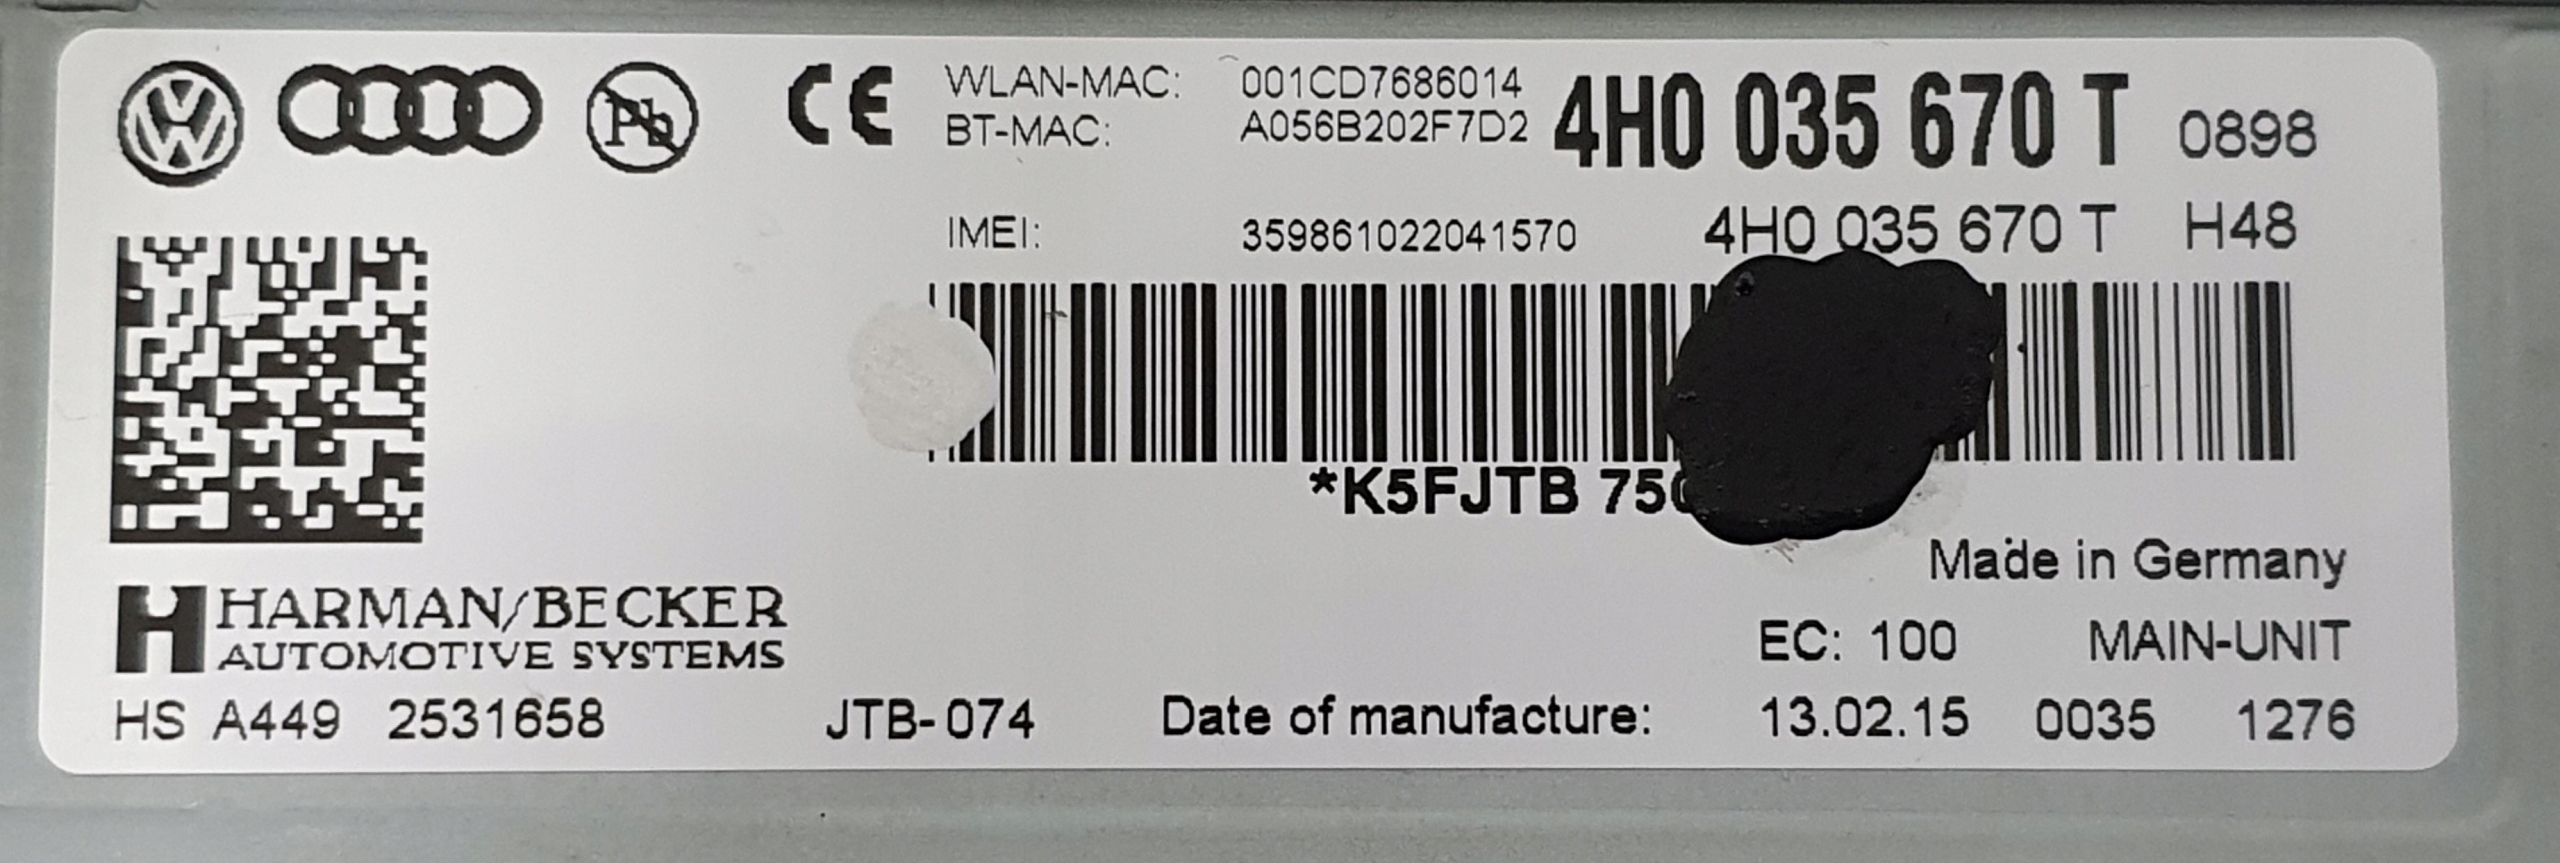 Pb CE
WLAN-MAC: 001CD7686014
BT-MAC: A056B202F7D2
4H0 035 670 T 0898
IMEI: 359861022041570
4H0 035 670 T H48
*K5FJTB 75
Made in Germany
HARMAN/BECKER
AUTOMOTIVE SYSTEMS
EC: 100 MAIN-UNIT
HS A449 2531658 JTB-074 Date of manufacture: 13.02.15 0035 1276